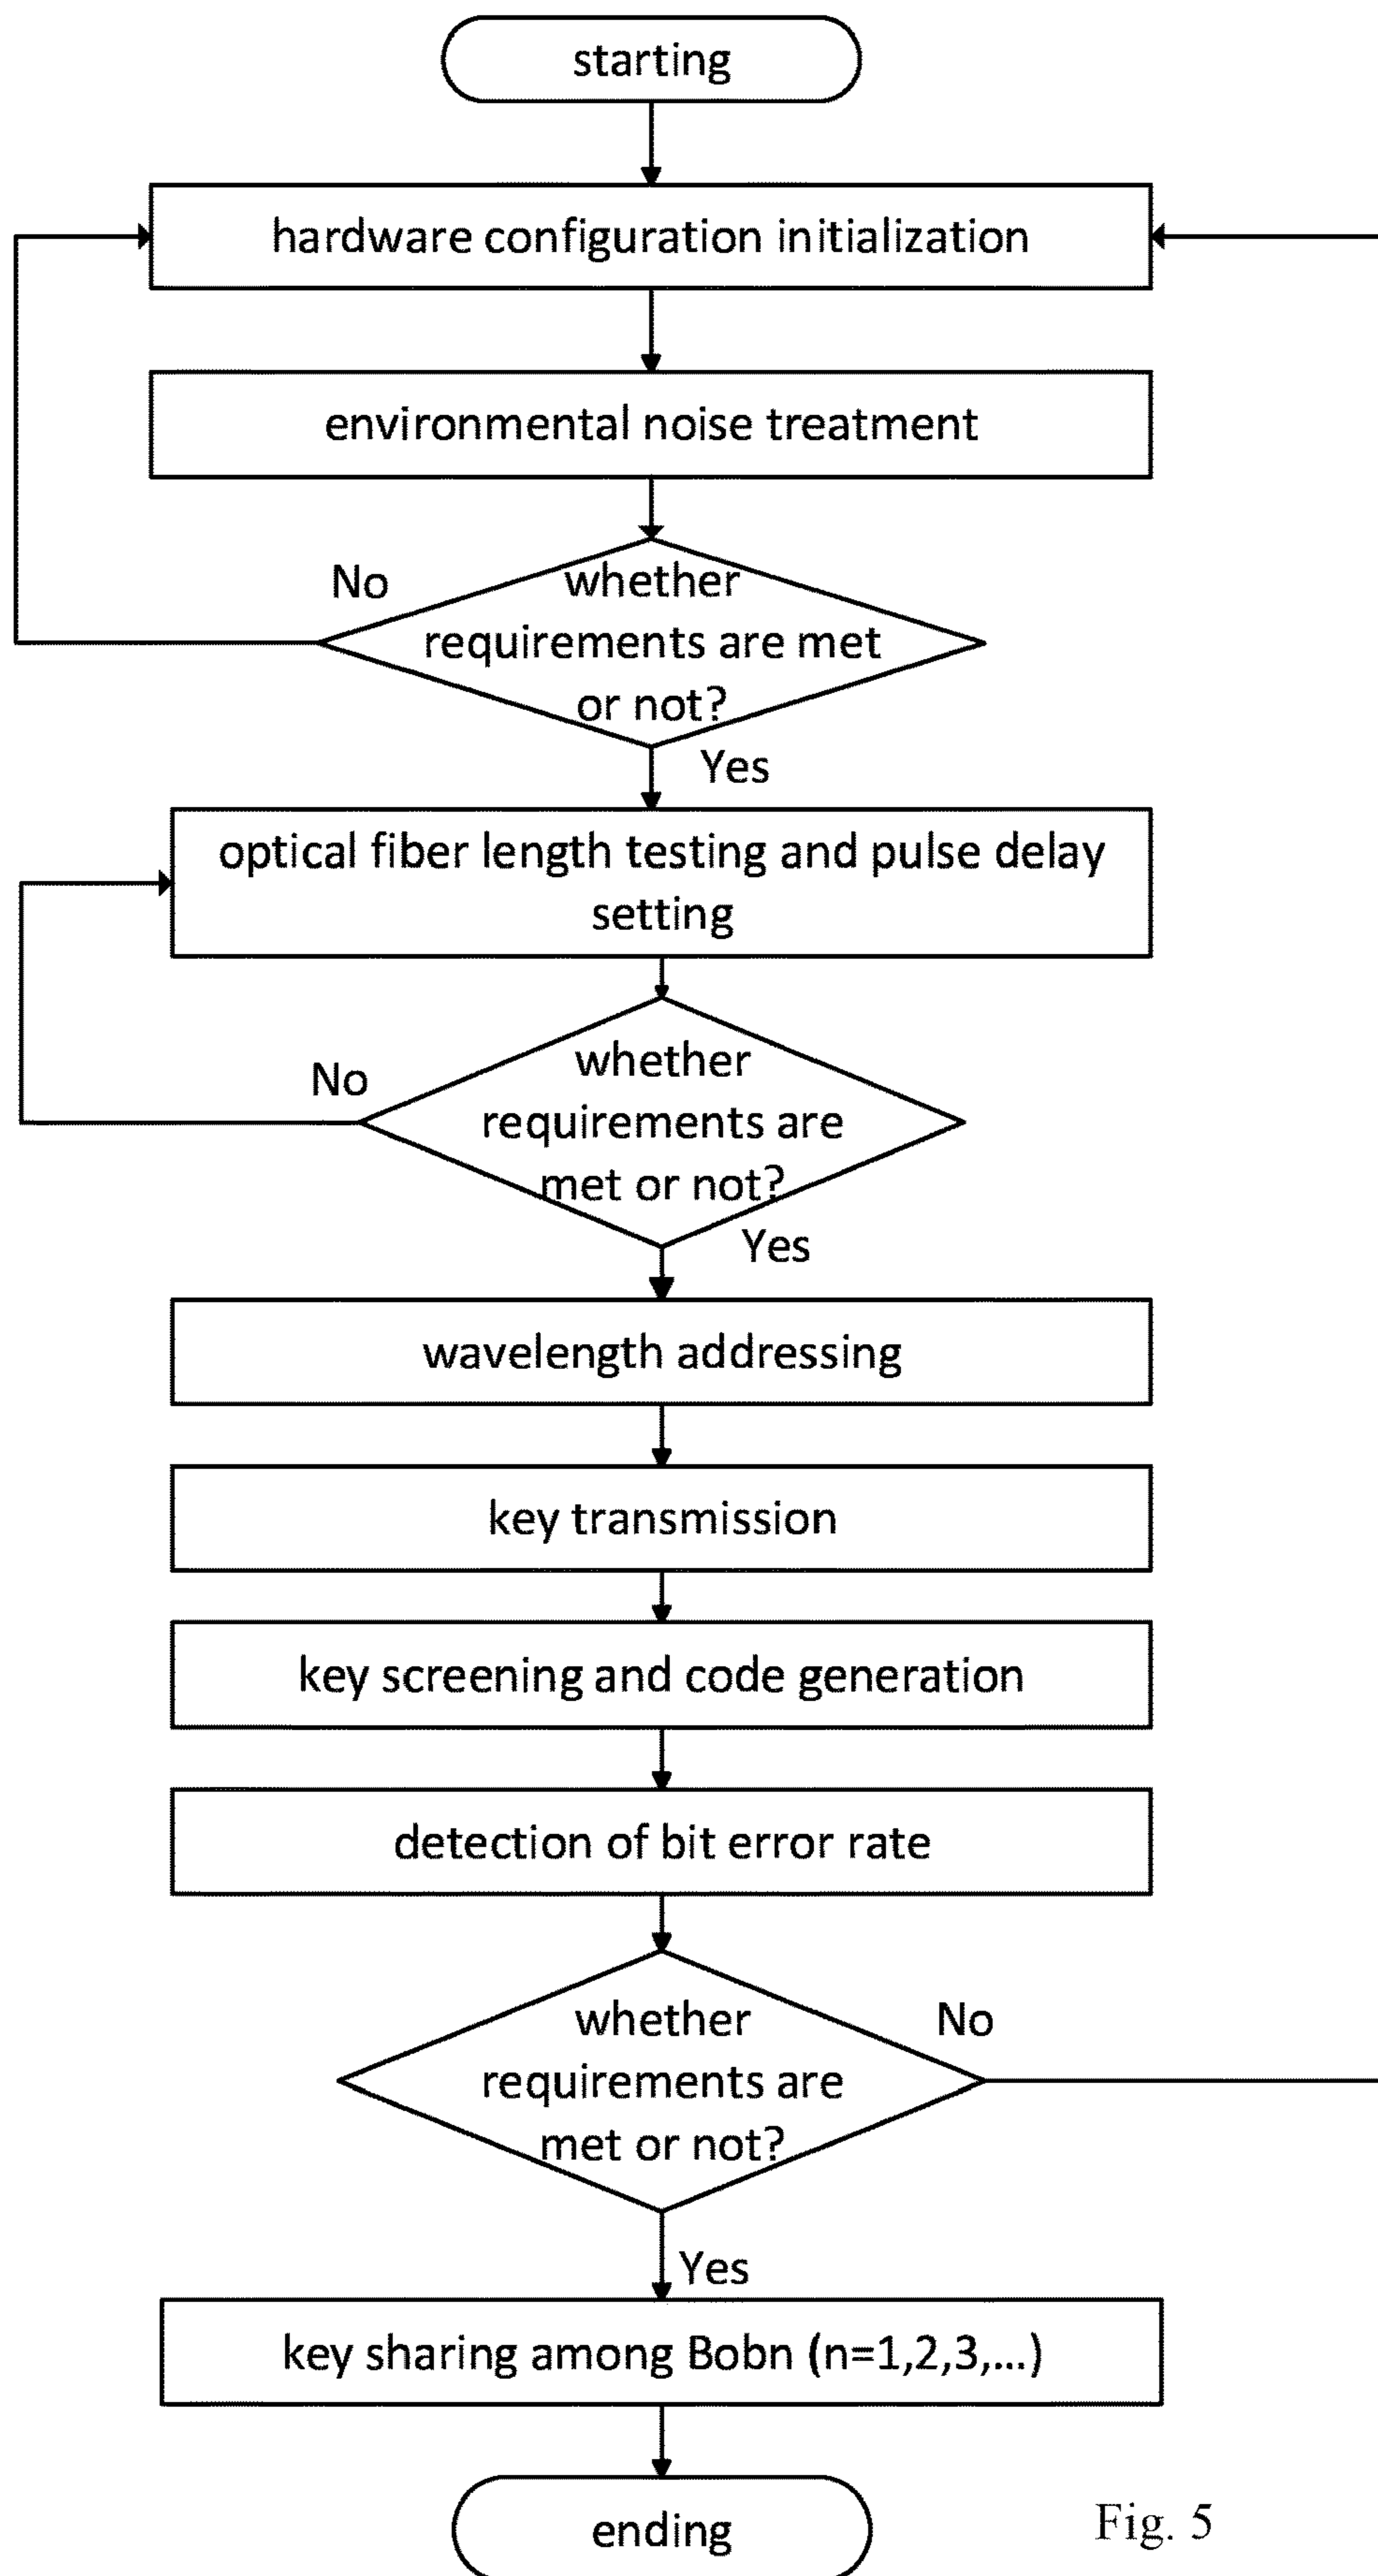 starting
hardware configuration initialization
environmental noise treatment
No
whether
requirements are met
or not?
Yes
optical fiber length testing and pulse delay
setting
No
whether
requirements are
met or not?
Yes
wavelength addressing
key transmission
key screening and code generation
detection of bit error rate
whether
No
requirements are
met or not?
Yes
key sharing among Bobn (n=1,2,3,...)
ending
Fig. 5